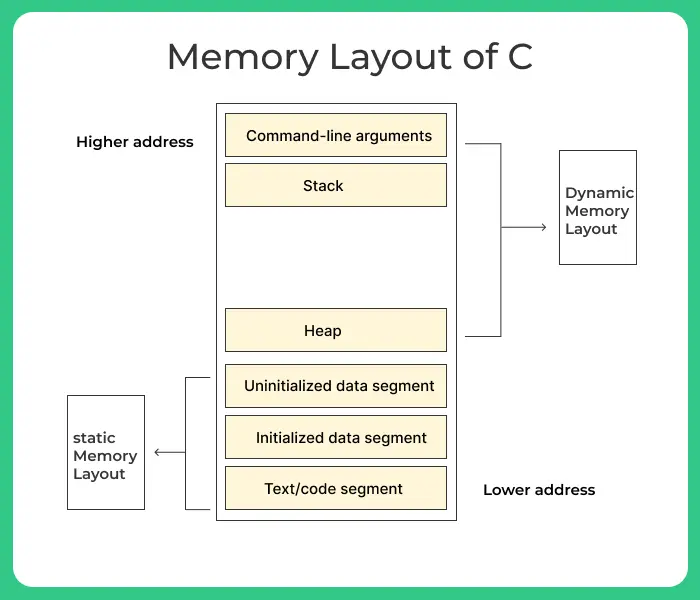 Memory Layout of C
Higher address
Command-line arguments
Stack
Dynamic
Memory
Layout
Heap
Uninitialized data segment
static
Memory
Layout
Initialized data segment
Text/code segment
Lower address